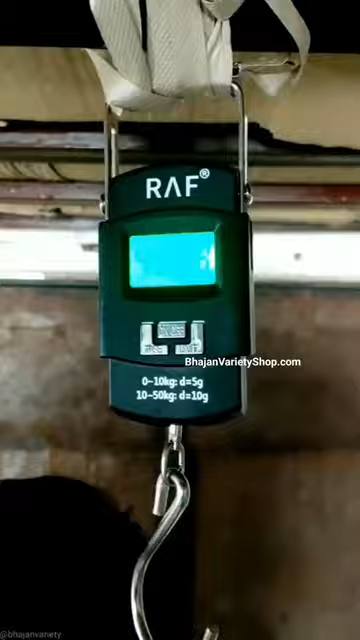 RAF®
BhajanVarietyShop.com
0~10kg: d=5g
10~50kg: d=10g
@bhajanvariety